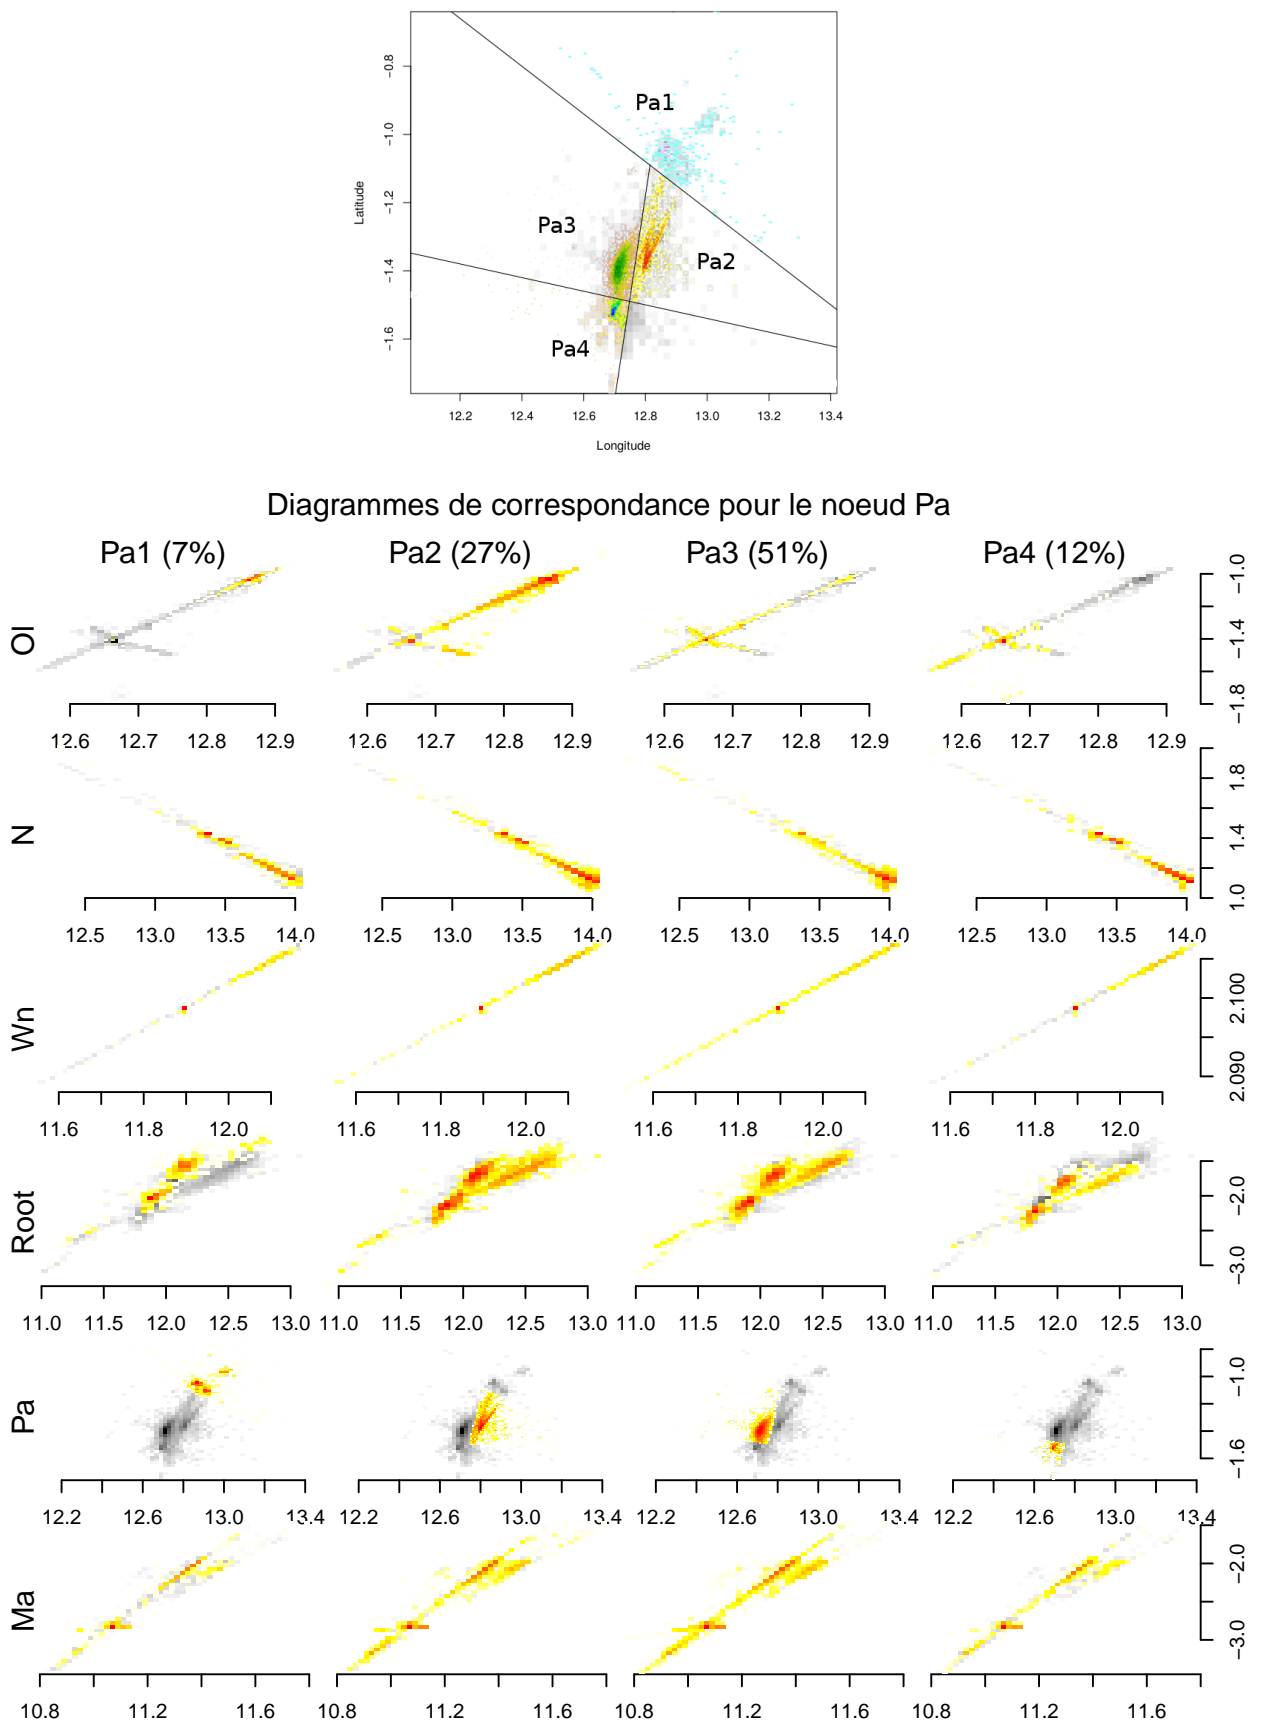 Pa1
Pa2
Pa3
Pa4
Latitude
−0.8
−1.0
−1.2
−1.4
−1.6
12.2 12.4 12.6 12.8 13.0 13.2 13.4
Longitude
Diagrammes de correspondance pour le noeud Pa
Pa1 (7%) Pa2 (27%) Pa3 (51%) Pa4 (12%)
Ol
−1.0
−1.4
−1.8
12.6 12.7 12.8 12.9 12.6 12.7 12.8 12.9 12.6 12.7 12.8 12.9 12.6 12.7 12.8 12.9
N
1.8
1.4
1.0
12.5 13.0 13.5 14.0 12.5 13.0 13.5 14.0 12.5 13.0 13.5 14.0 12.5 13.0 13.5 14.0
Wn
2.100
2.090
11.6 11.8 12.0 11.6 11.8 12.0 11.6 11.8 12.0 11.6 11.8 12.0
Root
−2.0
−3.0
11.0 11.5 12.0 12.5 13.0 11.0 11.5 12.0 12.5 13.0 11.0 11.5 12.0 12.5 13.0 11.0 11.5 12.0 12.5 13.0
Pa
−1.0
−1.6
12.2 12.6 13.0 13.4 12.2 12.6 13.0 13.4 12.2 12.6 13.0 13.4 12.2 12.6 13.0 13.4
Ma
−2.0
−3.0
10.8 11.2 11.6 10.8 11.2 11.6 10.8 11.2 11.6 10.8 11.2 11.6